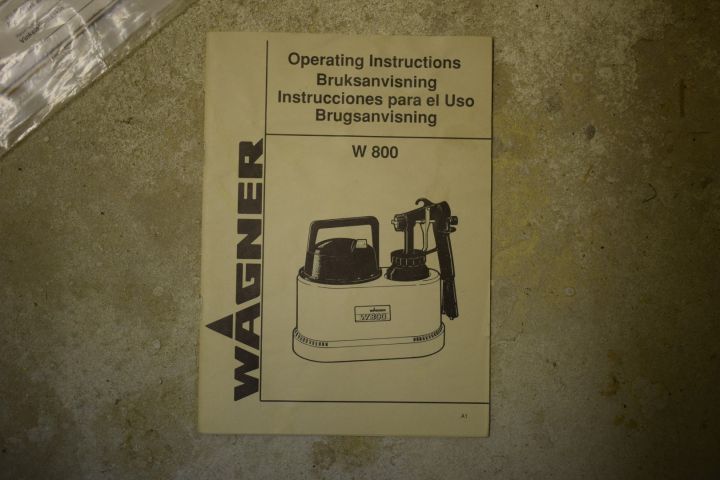 Operating Instructions
Bruksanvisning
Instrucciones para el Uso
Brugsanvisning
W 800
WAGNER
W 800
A1